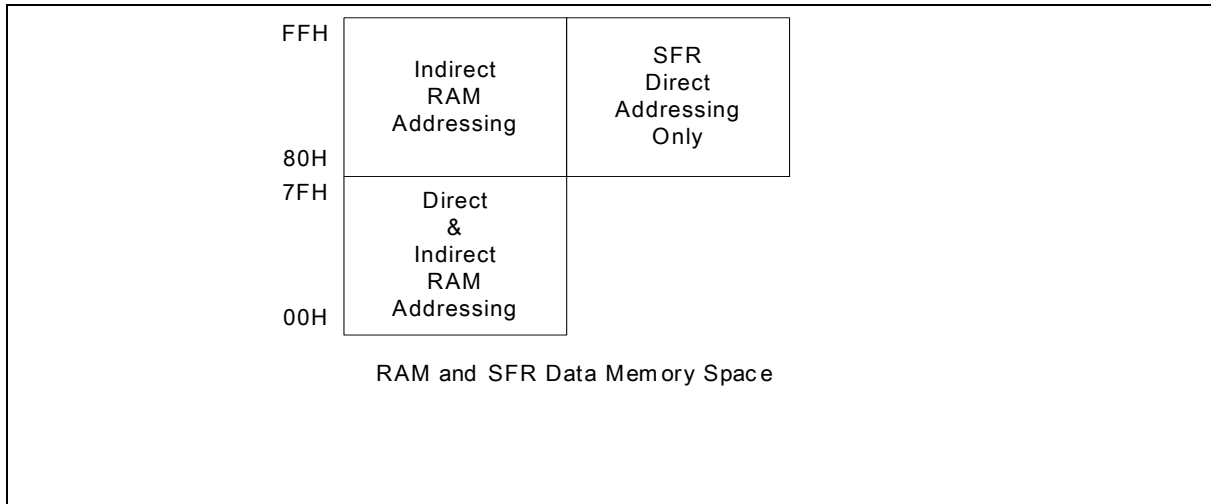 FFH
Indirect
RAM
Addressing
SFR
Direct
Addressing
Only
80H
7FH
Direct
&
Indirect
RAM
Addressing
00H
RAM and SFR Data Memory Space